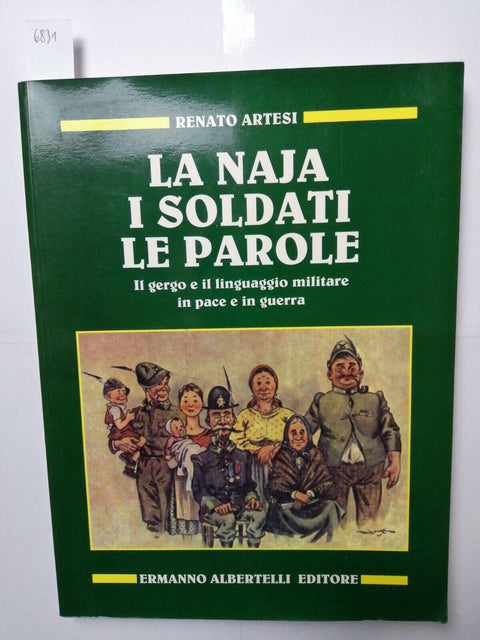 6831
RENATO ARTESI
LA NAJA
I SOLDATI
LE PAROLE
Il gergo e il linguaggio militare
in pace e in guerra
ERMANNO ALBERTELLI EDITORE